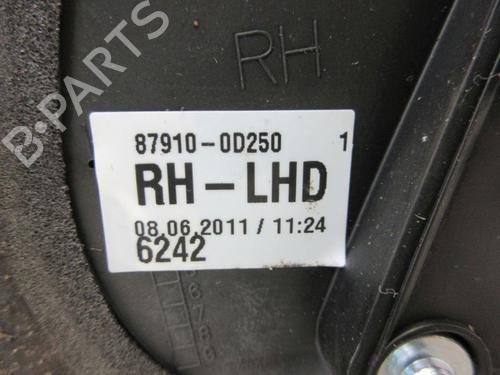 RH
B-PARTS
87910-0D250 1
RH-LHD
08.06.2011 / 11:24
6242